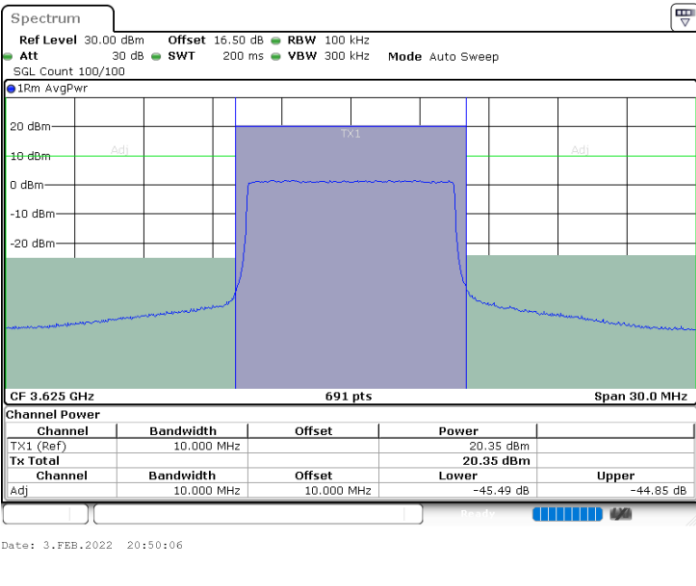 Spectrum
Ref Level 30.00 dBm Offset 16.50 dB RBW 100 kHz
Att 30 dB SWT 200 ms VBW 300 kHz Mode Auto Sweep
SGL Count 100/100
1Rm AvgPwr
20 dBm
TX1
Adj Adj
10 dBm
0 dBm
-10 dBm
-20 dBm
CF 3.625 GHz 691 pts Span 30.0 MHz
Channel Power
Channel Bandwidth Offset Power
TX1 (Ref) 10.000 MHz 20.35 dBm
Tx Total 20.35 dBm
Channel Bandwidth Offset Lower Upper
Adj 10.000 MHz 10.000 MHz -45.49 dB -44.85 dB
Ready
Date: 3.FEB.2022 20:50:06